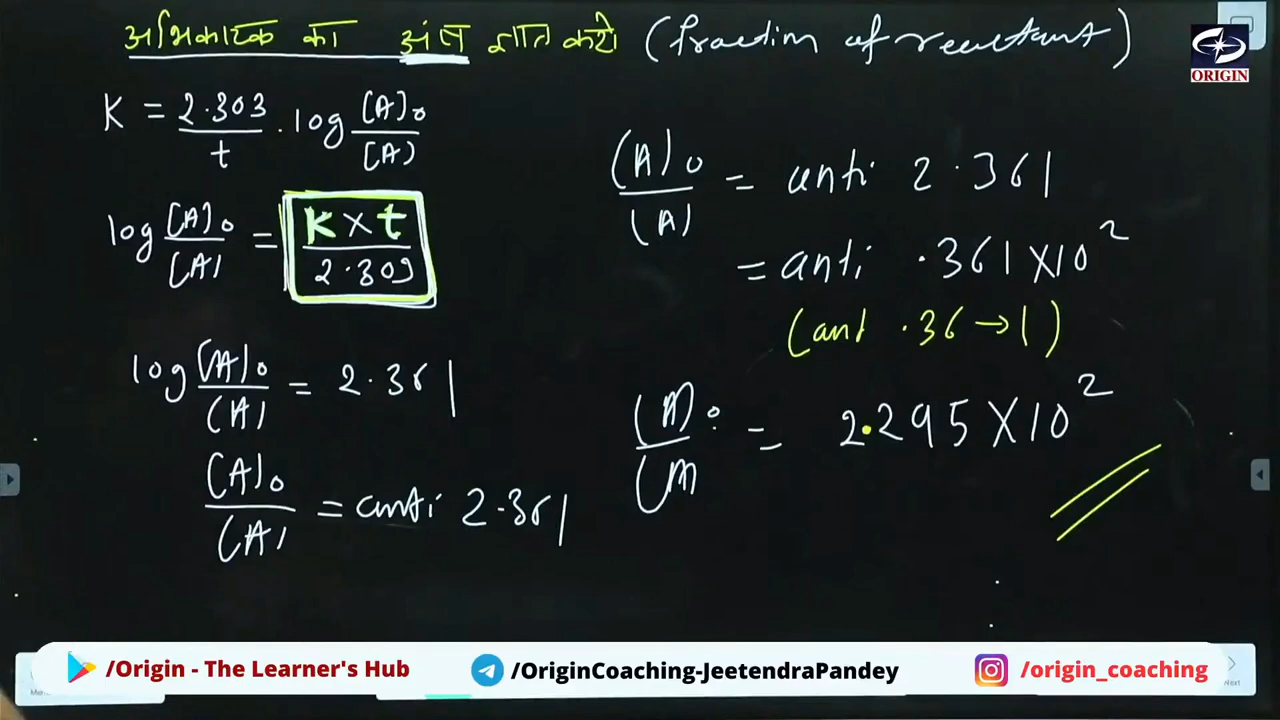 अभिकारक का अंश ज्ञात करो (fraction of reactant)
ORIGIN
K = 2.303/t . log [A]₀/[A]
log [A]₀/[A] = K × t/2.303
log [A]₀/[A] = 2.361
[A]₀/[A] = anti 2.361
[A]₀/[A] = anti 2.361
= anti .361 × 10²
(ant .36 → 1)
[A]₀/[A] = 2.295 × 10²
/Origin - The Learner's Hub
/OriginCoaching-JeetendraPandey
/origin_coaching